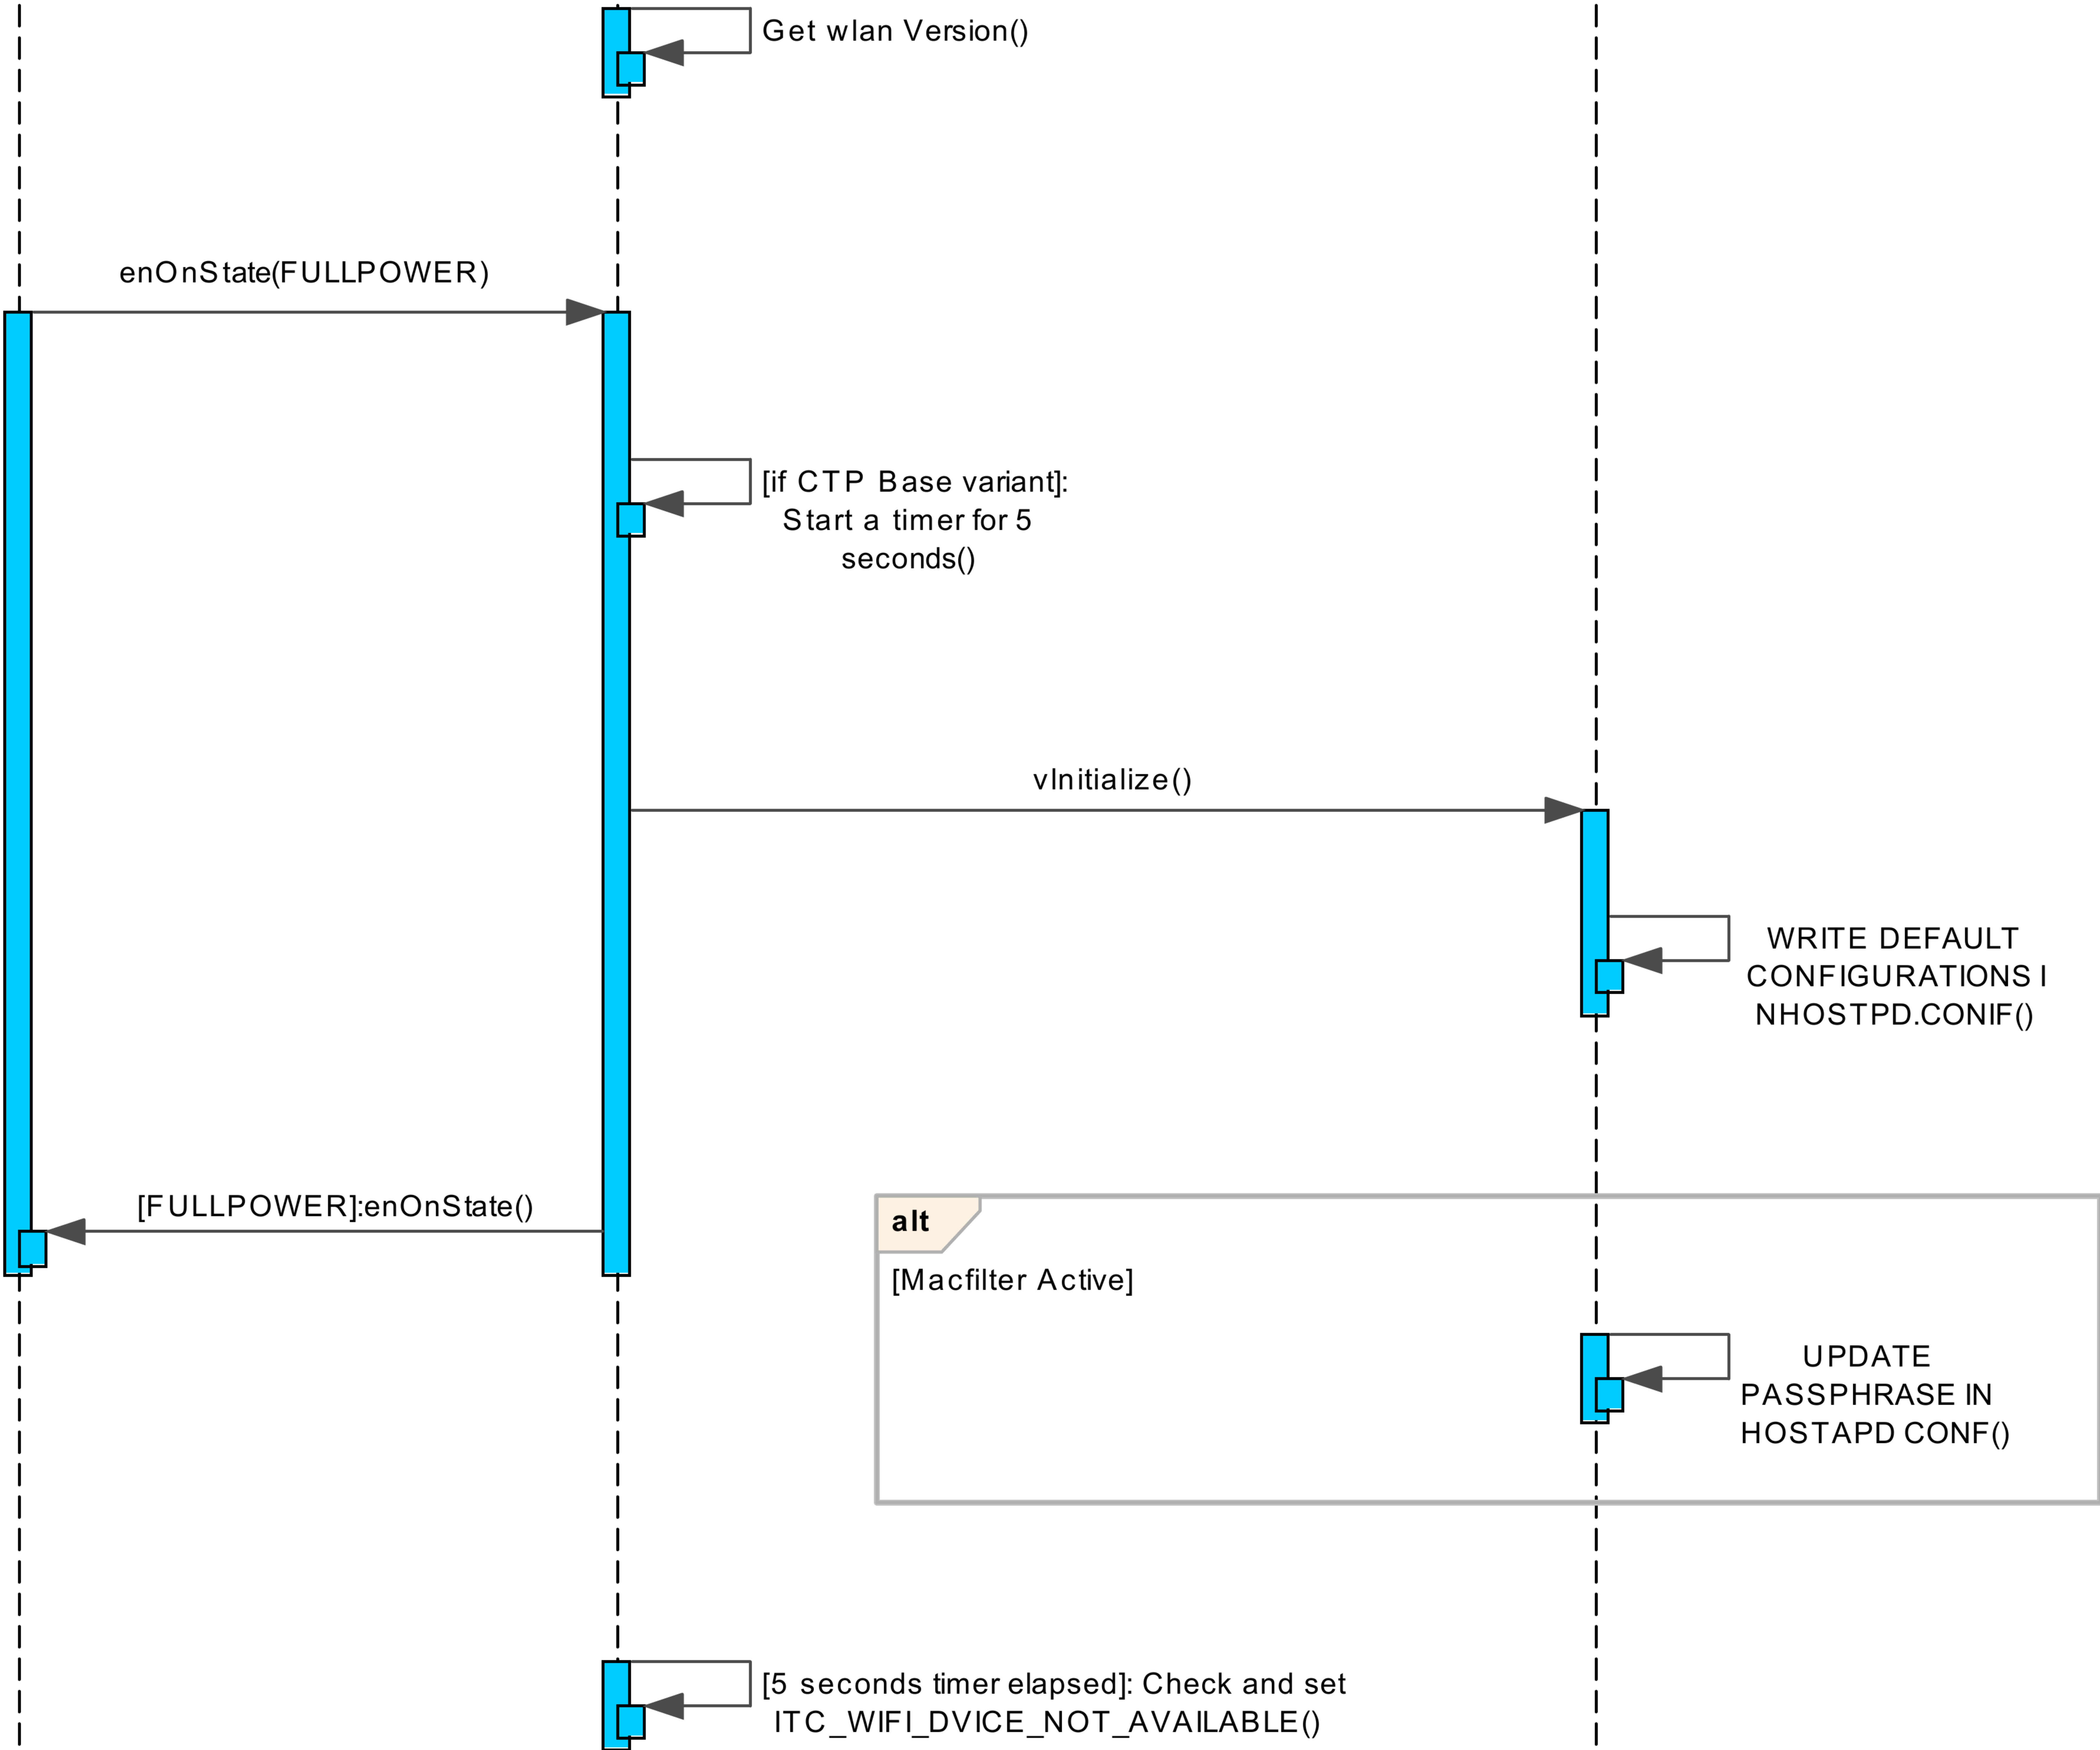 Get wlan Version()
enOnState(FULLPOWER)
[if CTP Base variant]:
Start a timer for 5
seconds()
vInitialize()
WRITE DEFAULT
CONFIGURATIONS I
NHOSTPD.CONIF()
[FULLPOWER]:enOnState()
alt
[Macfilter Active]
UPDATE
PASSPHRASE IN
HOSTAPD CONF()
[5 seconds timer elapsed]: Check and set
ITC_WIFI_DVICE_NOT_AVAILABLE()